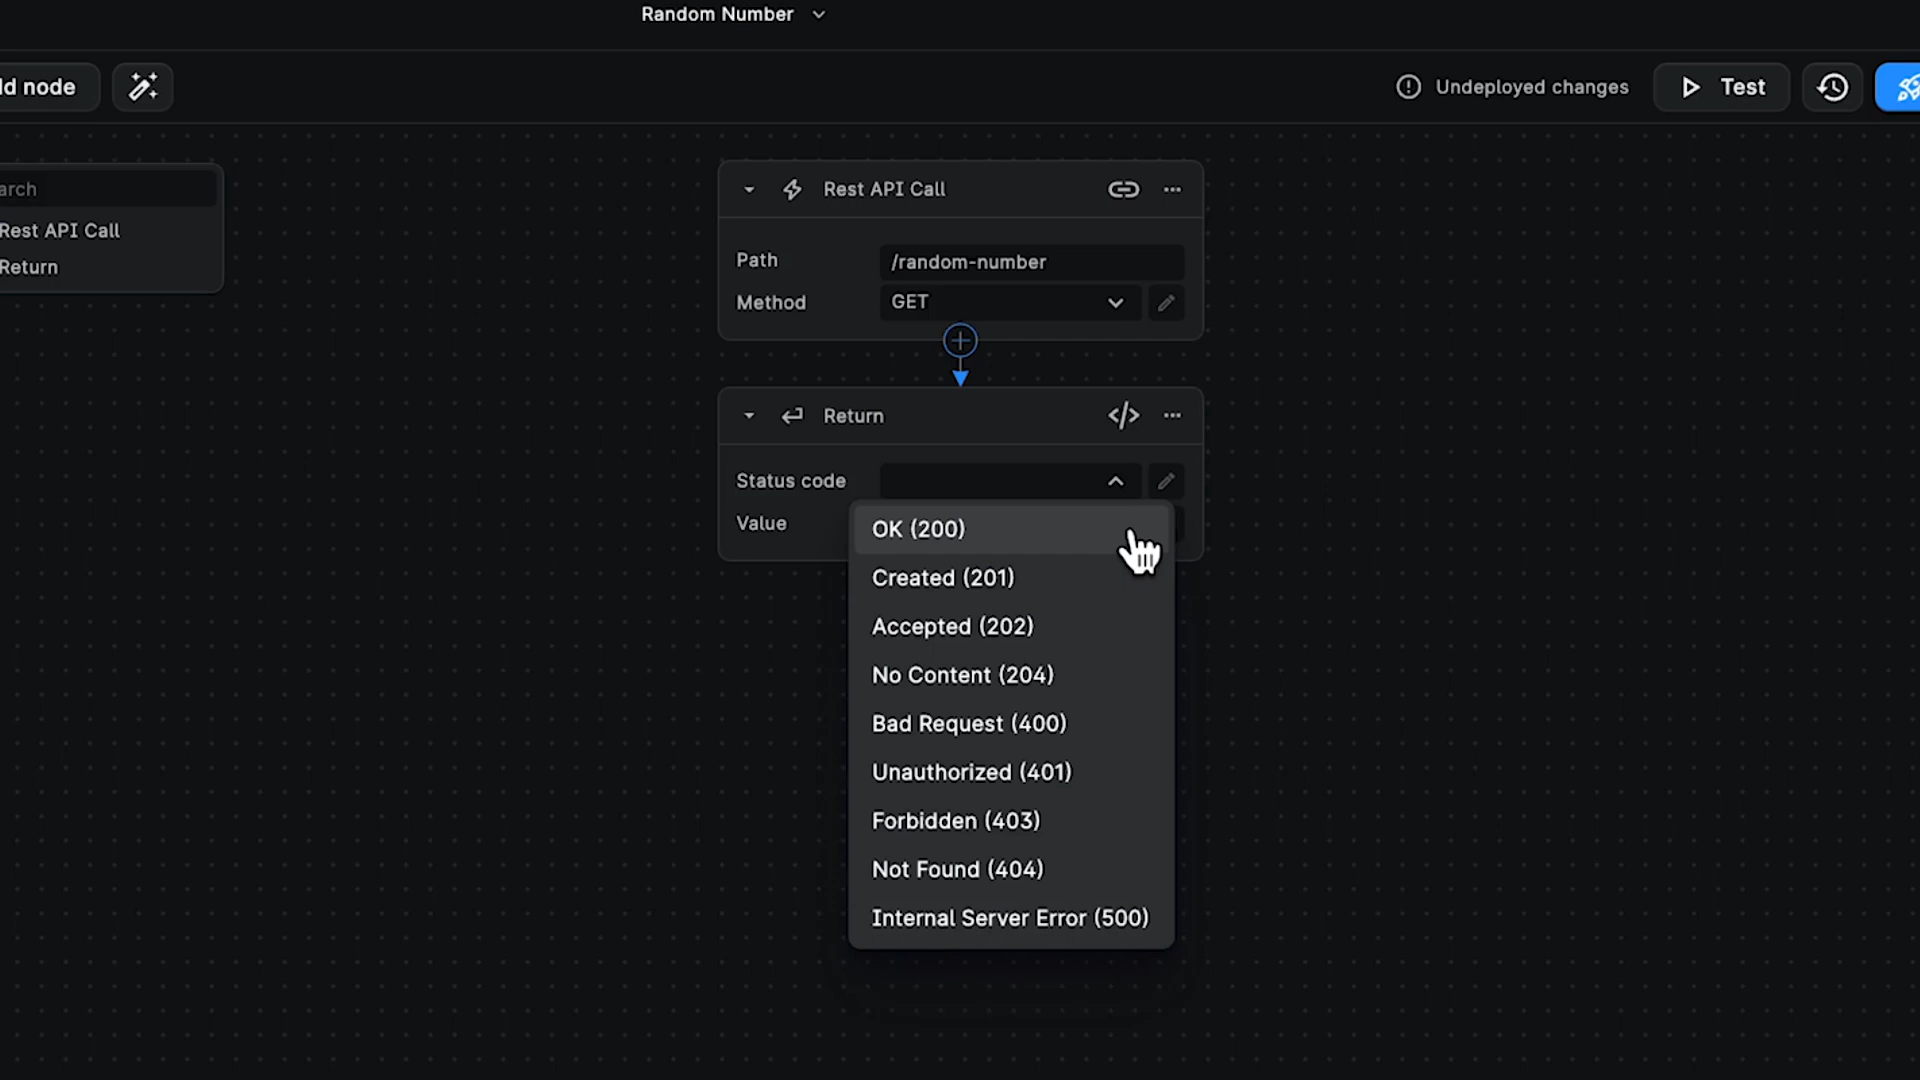 Random Number
ld node
Undeployed changes
Test
arch
Rest API Call
Return
Rest API Call
Path
/random-number
Method
GET
Return
Status code
Value
OK (200)
Created (201)
Accepted (202)
No Content (204)
Bad Request (400)
Unauthorized (401)
Forbidden (403)
Not Found (404)
Internal Server Error (500)